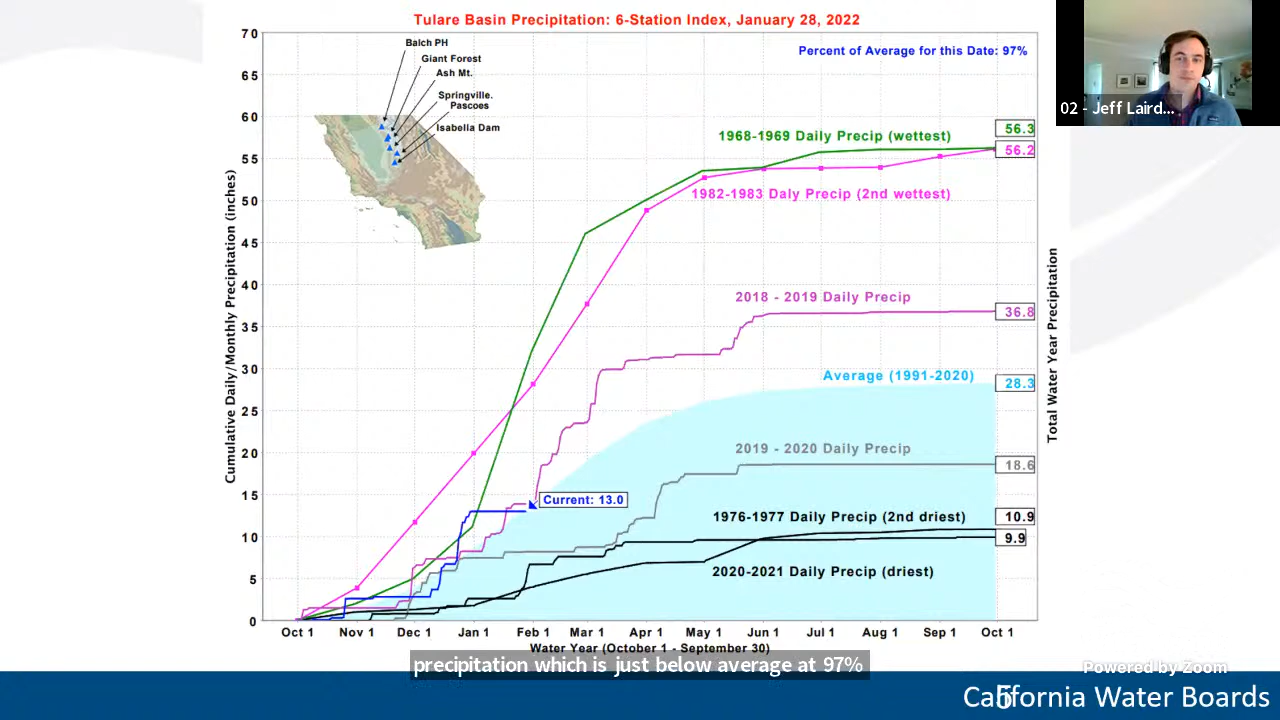 Tulare Basin Precipitation: 6-Station Index, January 28, 2022
Percent of Average for this Date: 97%
02 - Jeff Laird...
Balch PH
Giant Forest
Ash Mt.
Springville.
Pascoes
Isabella Dam
Cumulative Daily/Monthly Precipitation (inches)
70
65
60
55
50
45
40
35
30
25
20
15
10
5
0
1968-1969 Daily Precip (wettest)
56.3
56.2
1982-1983 Daly Precip (2nd wettest)
2018 - 2019 Daily Precip
36.8
Average (1991-2020)
28.3
2019 - 2020 Daily Precip
18.6
Current: 13.0
1976-1977 Daily Precip (2nd driest)
10.9
9.9
2020-2021 Daily Precip (driest)
Total Water Year Precipitation
Oct 1 Nov 1 Dec 1 Jan 1 Feb 1 Mar 1 Apr 1 May 1 Jun 1 Jul 1 Aug 1 Sep 1 Oct 1
Water Year (October 1 - September 30)
precipitation which is just below average at 97%
Powered by Zoom
California Water Boards
5